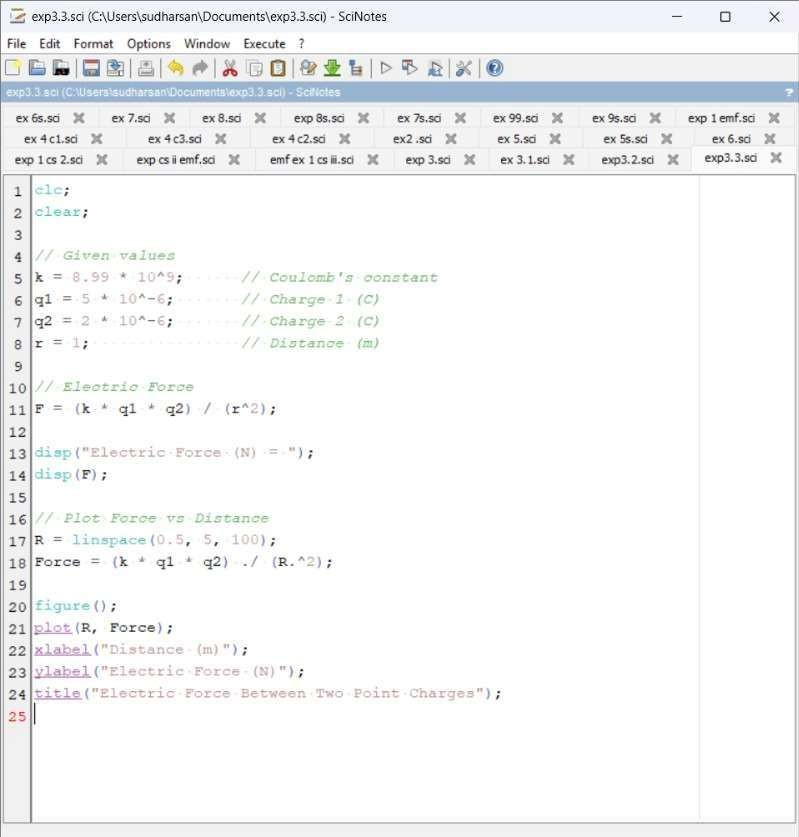 exp3.3.sci (C:\Users\sudharsan\Documents\exp3.3.sci) - SciNotes
File Edit Format Options Window Execute ?
exp3.3.sci (C:\Users\sudharsan\Documents\exp3.3.sci) - SciNotes ?
ex 6s.sci ex 7.sci ex 8.sci exp 8s.sci ex 7s.sci ex 99.sci ex 9s.sci exp 1 emf.sci
ex 4 c1.sci ex 4 c3.sci ex 4 c2.sci ex2 .sci ex 5.sci ex 5s.sci ex 6.sci
exp 1 cs 2.sci exp cs ii emf.sci emf ex 1 cs iii.sci exp 3.sci ex 3.1.sci exp3.2.sci exp3.3.sci
1 clc;
2 clear;
3
4 // Given values
5 k = 8.99 * 10^9; // Coulomb's constant
6 q1 = 5 * 10^-6; // Charge 1 (C)
7 q2 = 2 * 10^-6; // Charge 2 (C)
8 r = 1; // Distance (m)
9
10 // Electric Force
11 F = (k * q1 * q2) / (r^2);
12
13 disp("Electric Force (N) = ");
14 disp(F);
15
16 // Plot Force vs Distance
17 R = linspace(0.5, 5, 100);
18 Force = (k * q1 * q2) ./ (R.^2);
19
20 figure();
21 plot(R, Force);
22 xlabel("Distance (m)");
23 ylabel("Electric Force (N)");
24 title("Electric Force Between Two Point Charges");
25